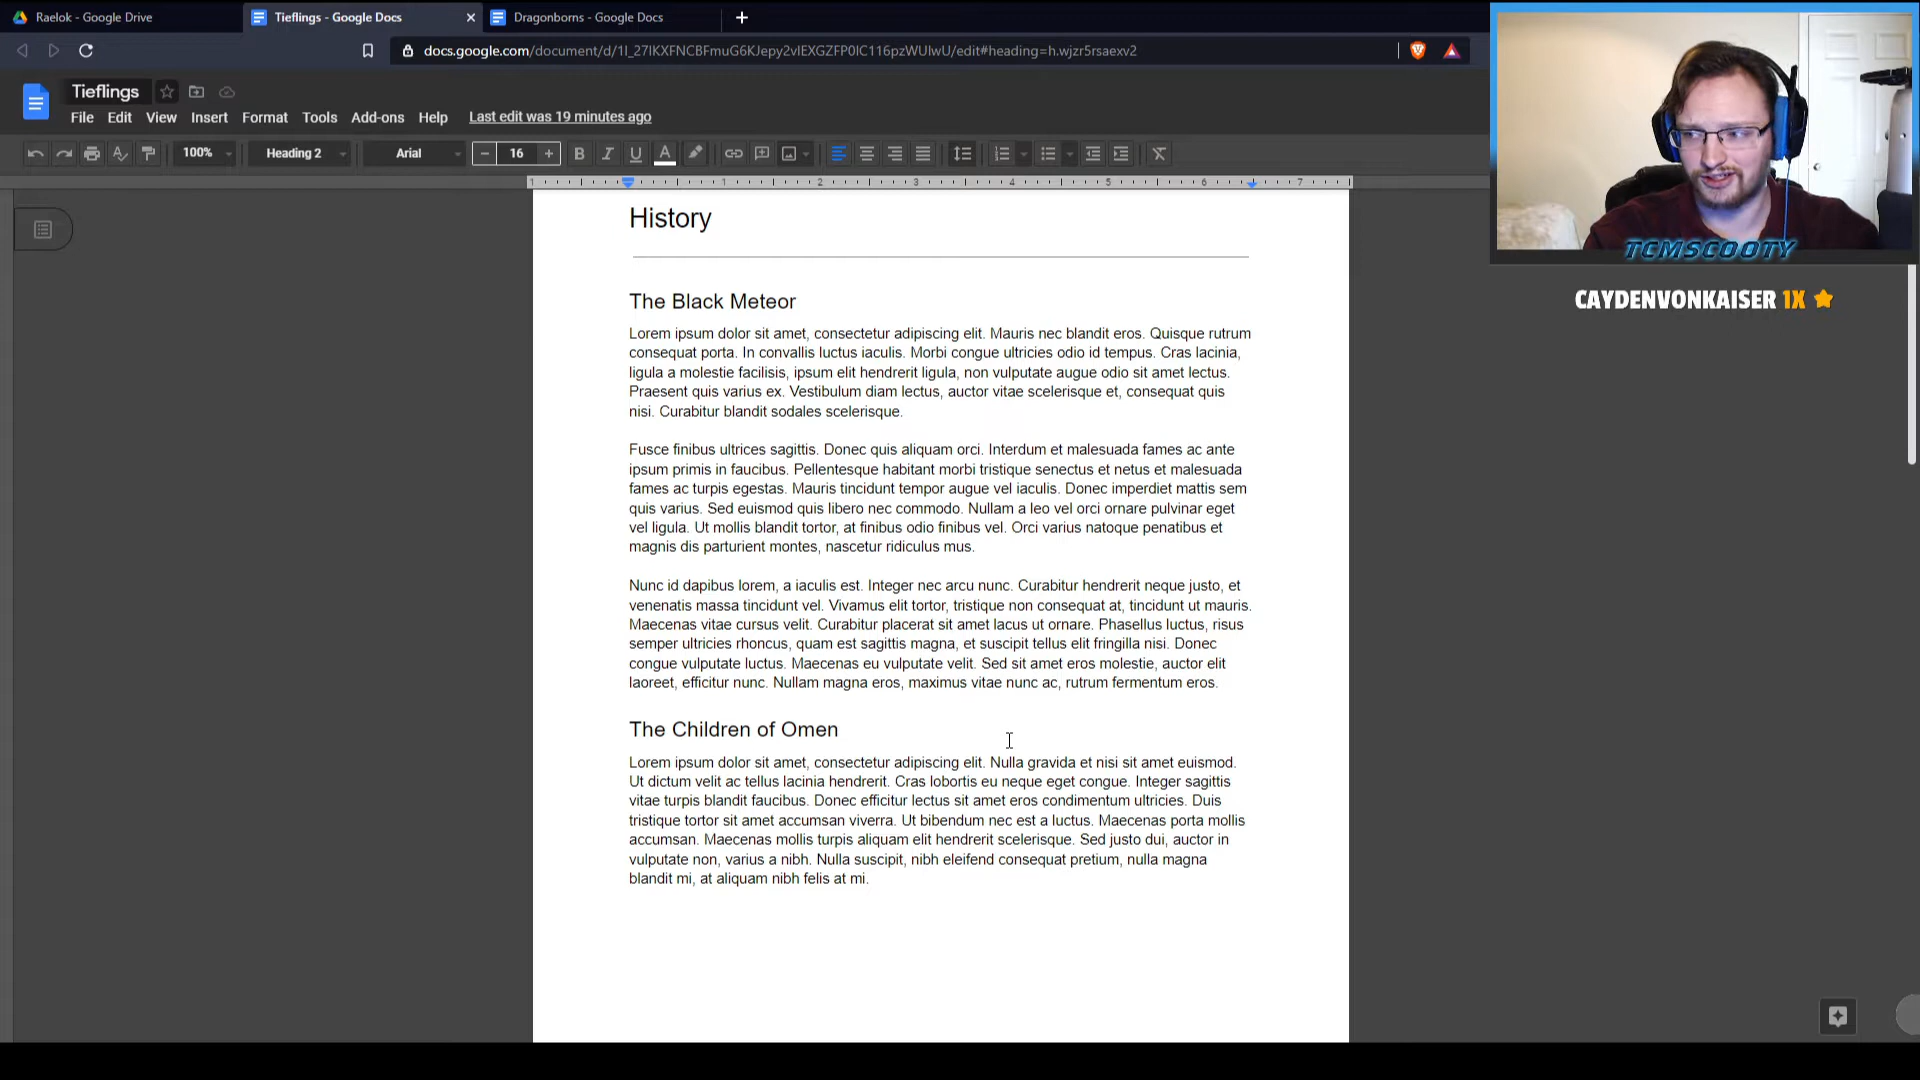 Raelok - Google Drive
Tieflings - Google Docs
Dragonborns - Google Docs
docs.google.com/document/d/1I_27IKXFNCBFmuG6KJepy2vIEXGZFP0IC116pzWUIwU/edit#heading=h.wjzr5rsaexv2
Tieflings
File Edit View Insert Format Tools Add-ons Help Last edit was 19 minutes ago
100% Heading 2 Arial 16
1 1 2 3 4 5 6 7
TCMSCOOTY
CAYDENVONKAISER 1X
History
The Black Meteor
Lorem ipsum dolor sit amet, consectetur adipiscing elit. Mauris nec blandit eros. Quisque rutrum
consequat porta. In convallis luctus iaculis. Morbi congue ultricies odio id tempus. Cras lacinia,
ligula a molestie facilisis, ipsum elit hendrerit ligula, non vulputate augue odio sit amet lectus.
Praesent quis varius ex. Vestibulum diam lectus, auctor vitae scelerisque et, consequat quis
nisi. Curabitur blandit sodales scelerisque.
Fusce finibus ultrices sagittis. Donec quis aliquam orci. Interdum et malesuada fames ac ante
ipsum primis in faucibus. Pellentesque habitant morbi tristique senectus et netus et malesuada
fames ac turpis egestas. Mauris tincidunt tempor augue vel iaculis. Donec imperdiet mattis sem
quis varius. Sed euismod quis libero nec commodo. Nullam a leo vel orci ornare pulvinar eget
vel ligula. Ut mollis blandit tortor, at finibus odio finibus vel. Orci varius natoque penatibus et
magnis dis parturient montes, nascetur ridiculus mus.
Nunc id dapibus lorem, a iaculis est. Integer nec arcu nunc. Curabitur hendrerit neque justo, et
venenatis massa tincidunt vel. Vivamus elit tortor, tristique non consequat at, tincidunt ut mauris.
Maecenas vitae cursus velit. Curabitur placerat sit amet lacus ut ornare. Phasellus luctus, risus
semper ultricies rhoncus, quam est sagittis magna, et suscipit tellus elit fringilla nisi. Donec
congue vulputate luctus. Maecenas eu vulputate velit. Sed sit amet eros molestie, auctor elit
laoreet, efficitur nunc. Nullam magna eros, maximus vitae nunc ac, rutrum fermentum eros.
The Children of Omen
Lorem ipsum dolor sit amet, consectetur adipiscing elit. Nulla gravida et nisi sit amet euismod.
Ut dictum velit ac tellus lacinia hendrerit. Cras lobortis eu neque eget congue. Integer sagittis
vitae turpis blandit faucibus. Donec efficitur lectus sit amet eros condimentum ultricies. Duis
tristique tortor sit amet accumsan viverra. Ut bibendum nec est a luctus. Maecenas porta mollis
accumsan. Maecenas mollis turpis aliquam elit hendrerit scelerisque. Sed justo dui, auctor in
vulputate non, varius a nibh. Nulla suscipit, nibh eleifend consequat pretium, nulla magna
blandit mi, at aliquam nibh felis at mi.